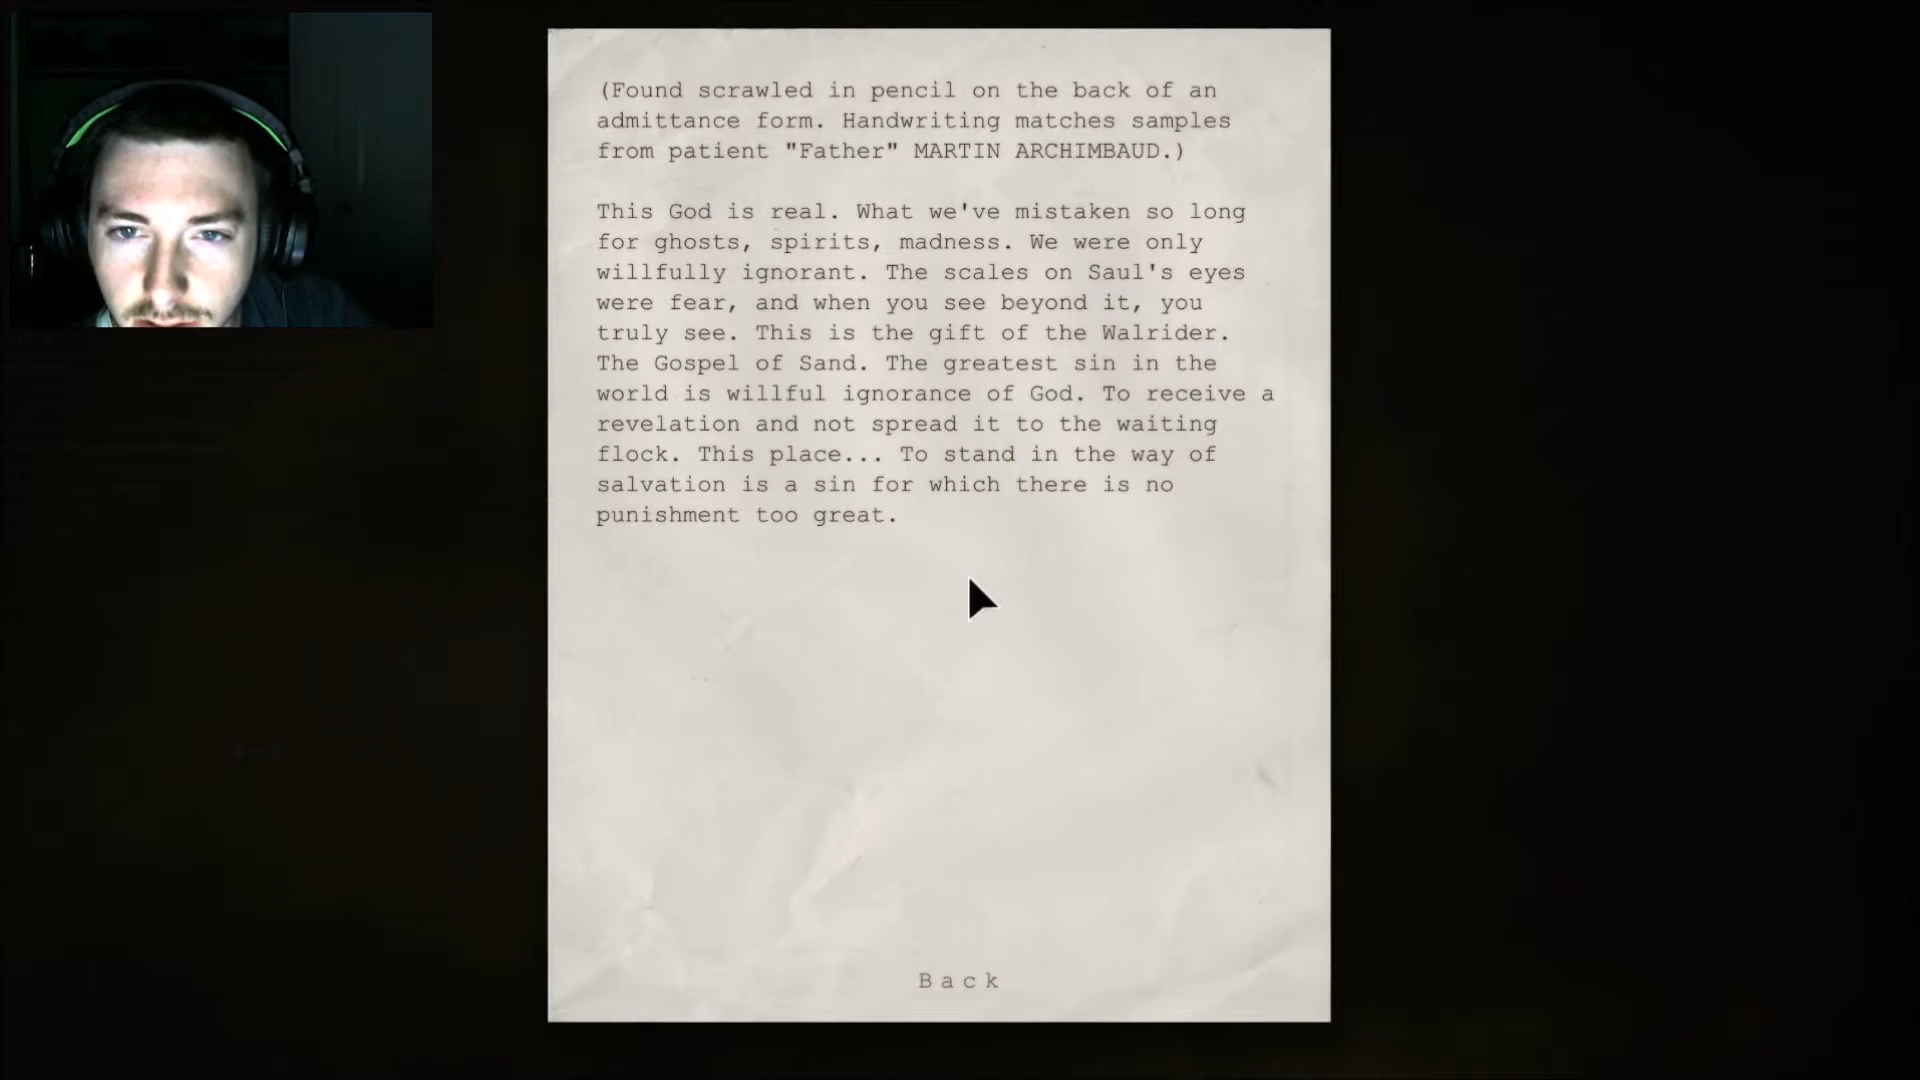 (Found scrawled in pencil on the back of an
admittance form. Handwriting matches samples
from patient "Father" MARTIN ARCHIMBAUD.)
This God is real. What we've mistaken so long
for ghosts, spirits, madness. We were only
willfully ignorant. The scales on Saul's eyes
were fear, and when you see beyond it, you
truly see. This is the gift of the Walrider.
The Gospel of Sand. The greatest sin in the
world is willful ignorance of God. To receive a
revelation and not spread it to the waiting
flock. This place... To stand in the way of
salvation is a sin for which there is no
punishment too great.
Back